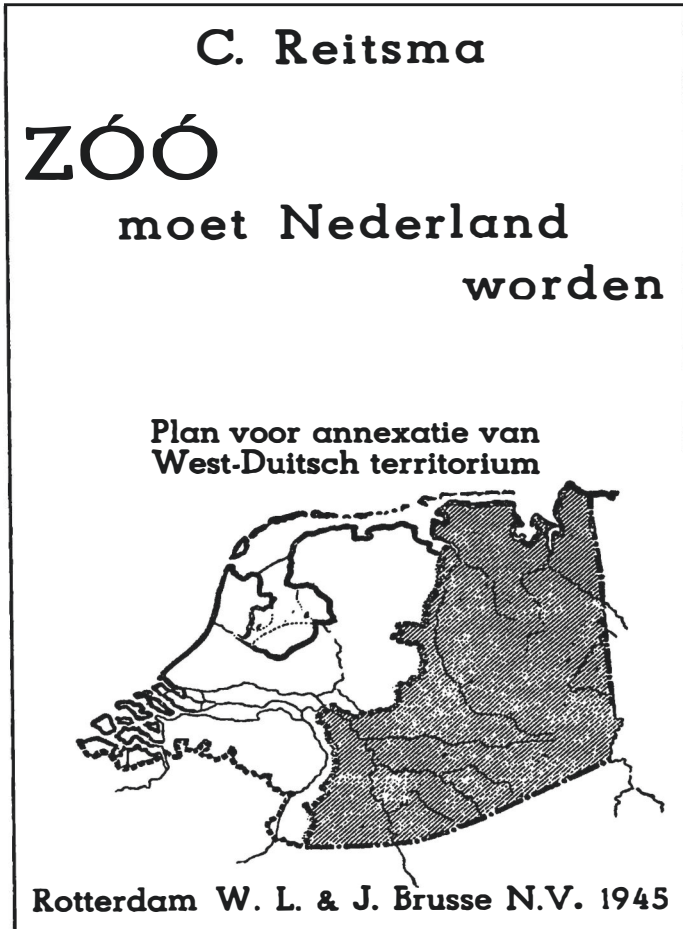 C. Reitsma
ZÓÓ
moet Nederland
worden
Plan voor annexatie van
West-Duitsch territorium
Rotterdam W. L. & J. Brusse N.V. 1945